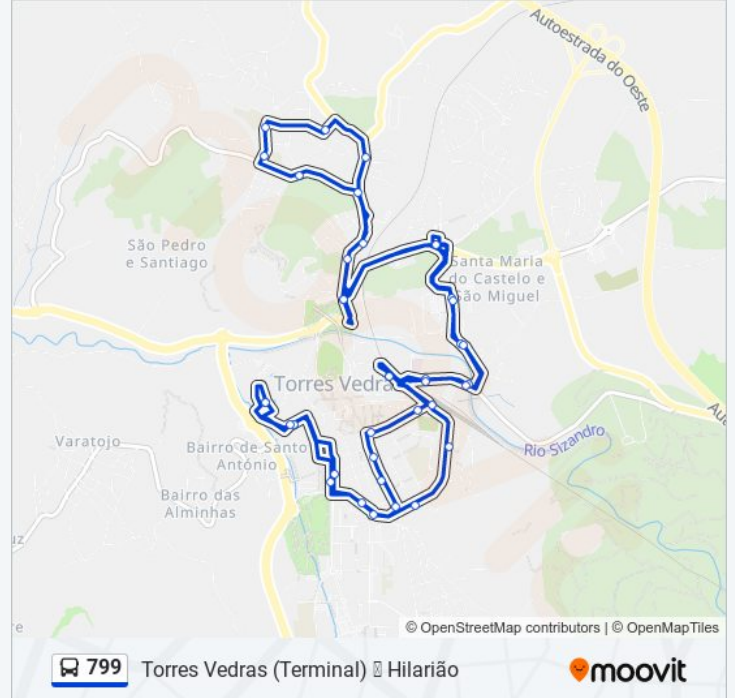 Autoestrada do Oeste
São Pedro
e Santiago
Santa Maria
do Castelo e
São Miguel
Torres Vedras
Varatojo
Bairro de Santo
António
Rio Sizandro
Bairro das
Alminhas
© OpenStreetMap contributors | © OpenMapTiles
799 Torres Vedras (Terminal) Hilarião
moovit